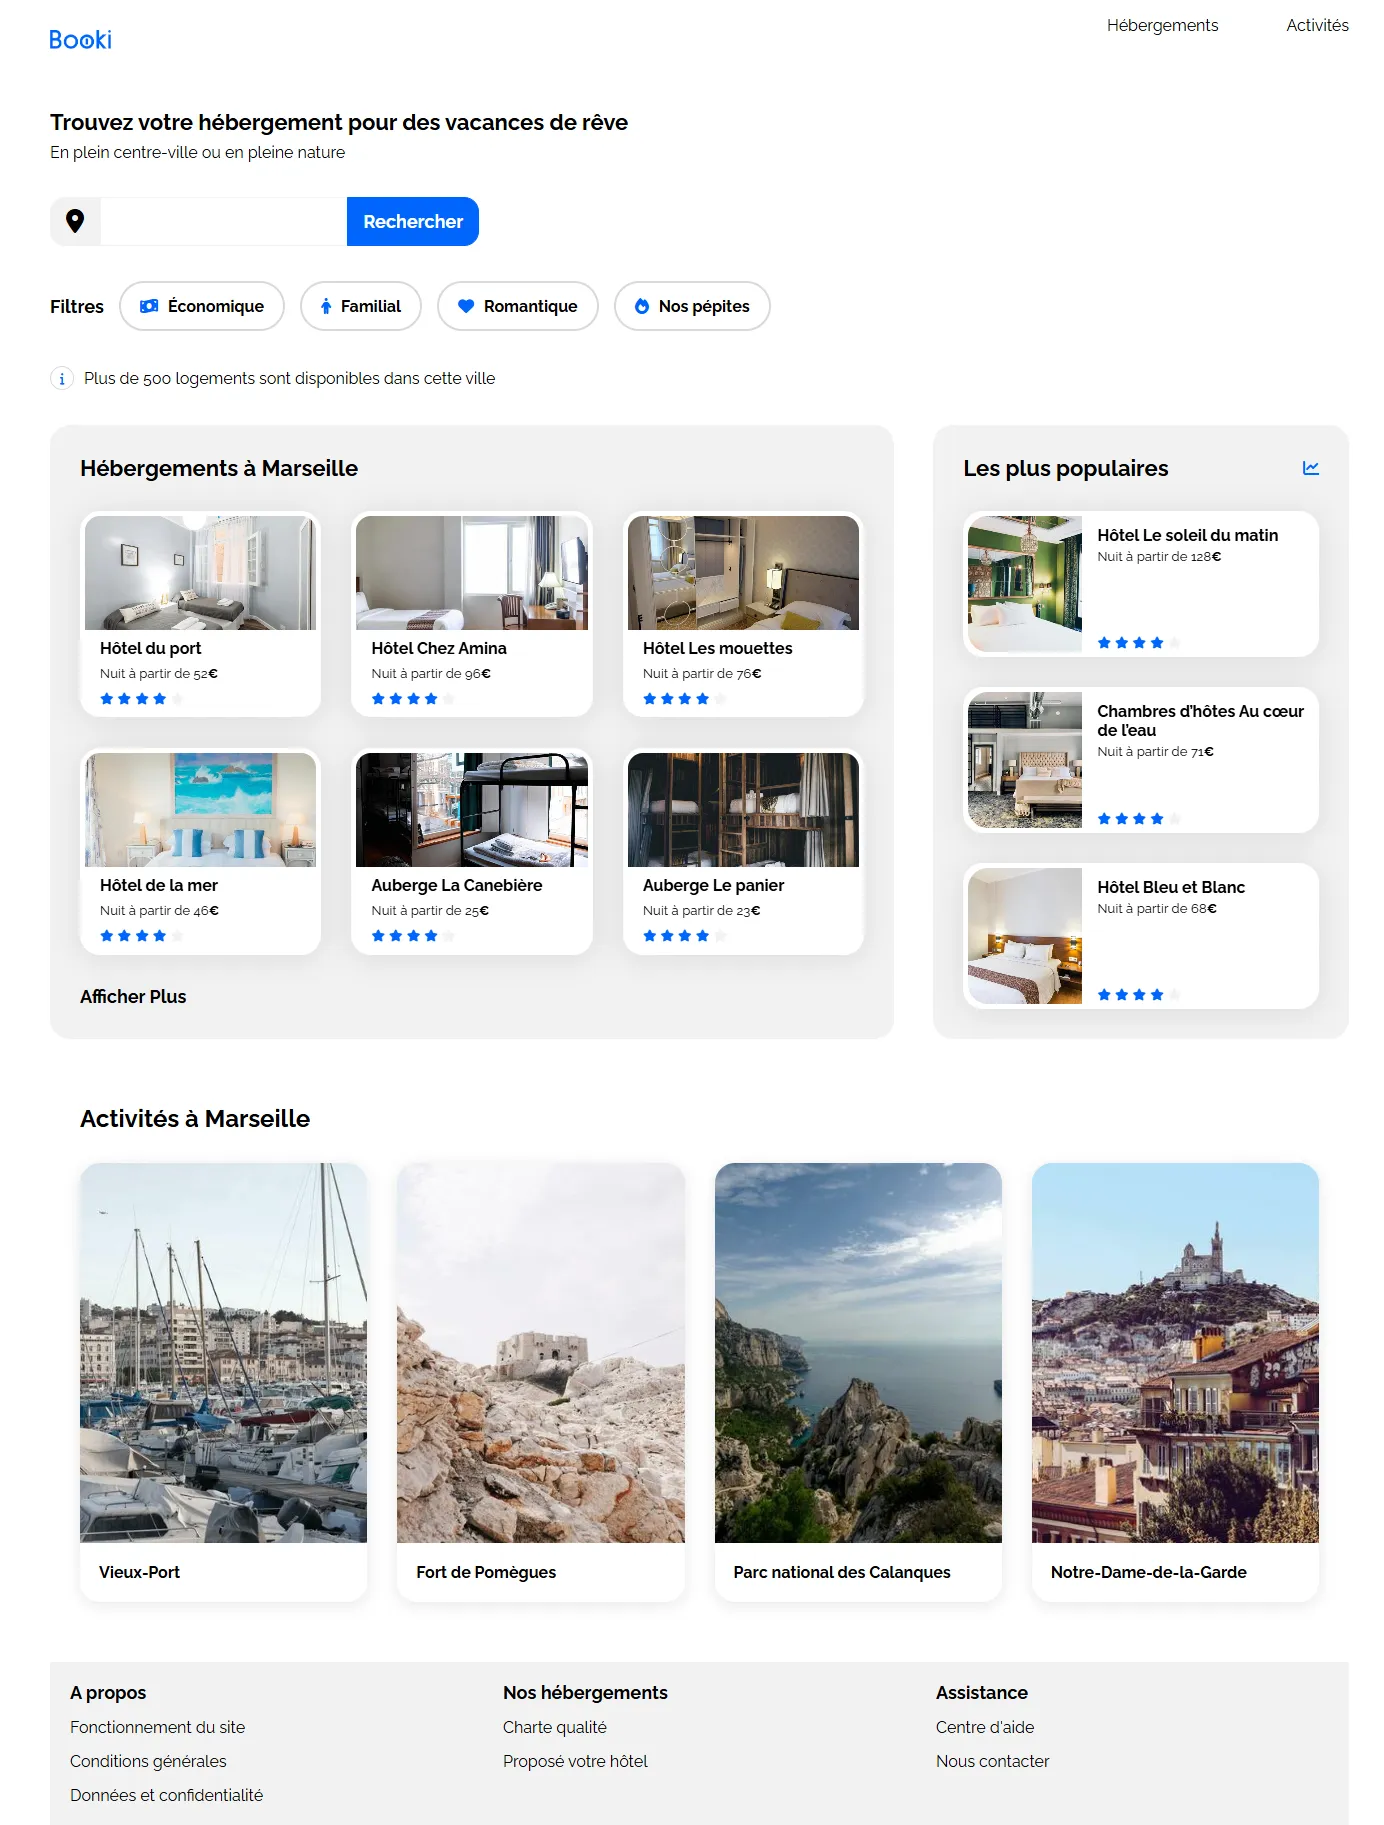 Booki
Hébergements
Activités
Trouvez votre hébergement pour des vacances de rêve
En plein centre-ville ou en pleine nature
Rechercher
Filtres
Économique
Familial
Romantique
Nos pépites
Plus de 500 logements sont disponibles dans cette ville
Hébergements à Marseille
Hôtel du port
Nuit à partir de 52€
Hôtel Chez Amina
Nuit à partir de 96€
Hôtel Les mouettes
Nuit à partir de 76€
Hôtel de la mer
Nuit à partir de 46€
Auberge La Canebière
Nuit à partir de 25€
Auberge Le panier
Nuit à partir de 23€
Afficher Plus
Les plus populaires
Hôtel Le soleil du matin
Nuit à partir de 128€
Chambres d’hôtes Au cœur
de l’eau
Nuit à partir de 71€
Hôtel Bleu et Blanc
Nuit à partir de 68€
Activités à Marseille
Vieux-Port
Fort de Pomègues
Parc national des Calanques
Notre-Dame-de-la-Garde
A propos
Fonctionnement du site
Conditions générales
Données et confidentialité
Nos hébergements
Charte qualité
Proposé votre hôtel
Assistance
Centre d'aide
Nous contacter